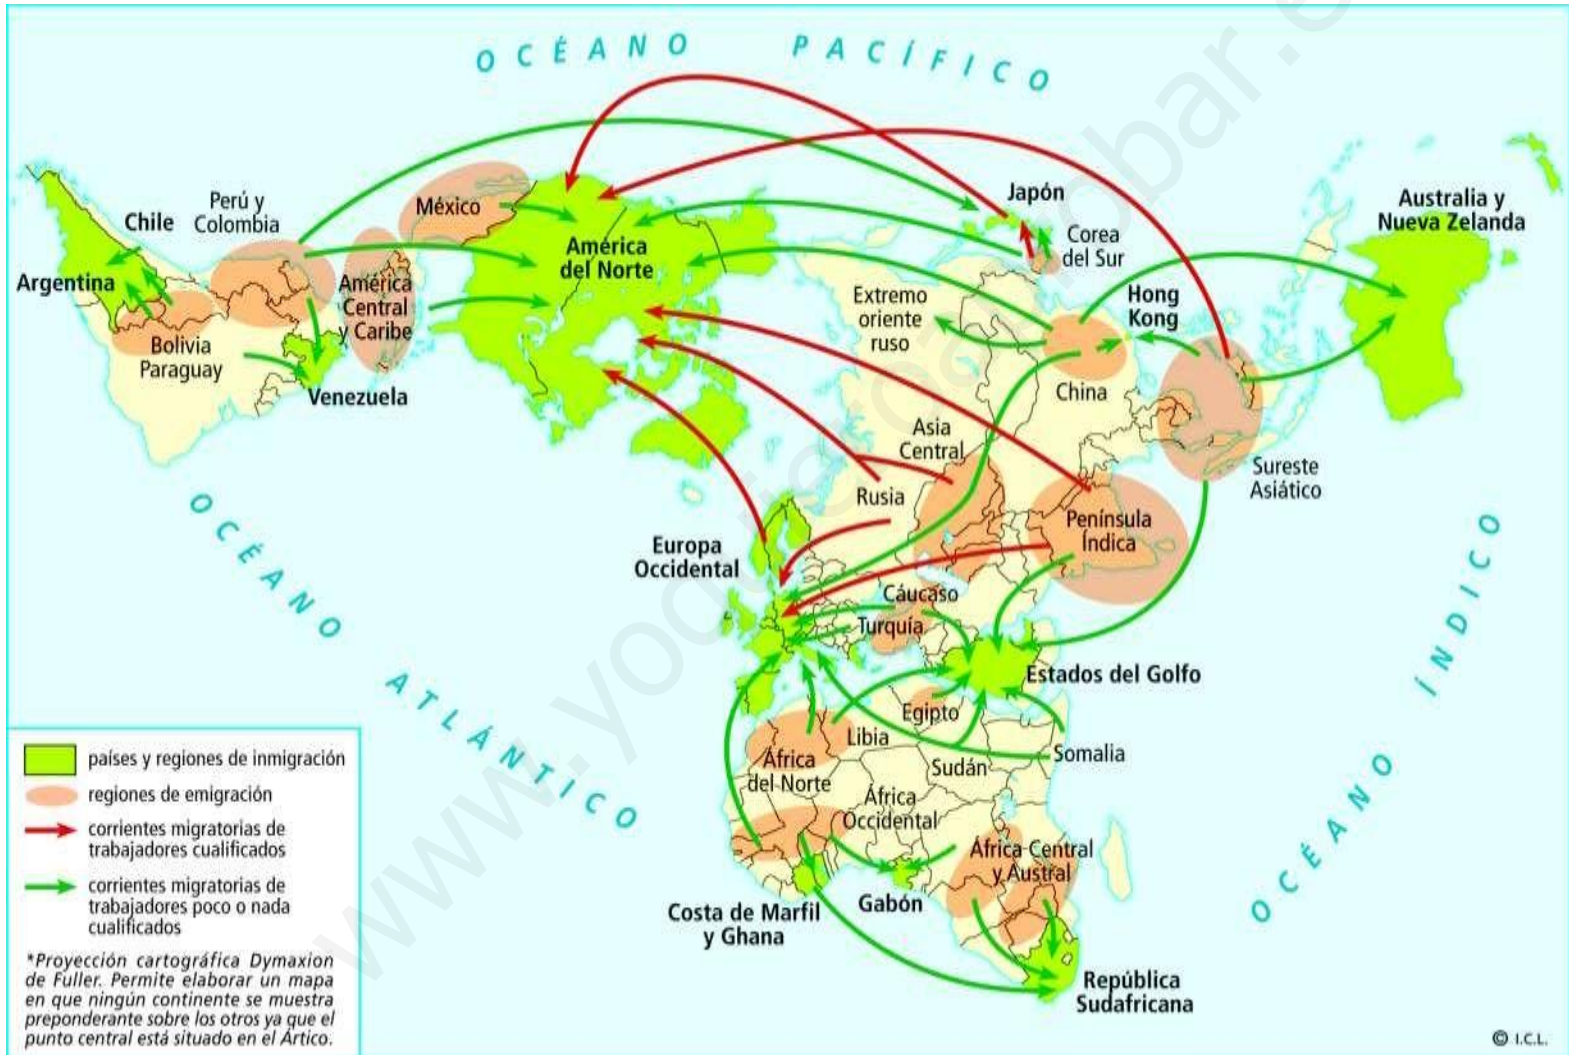 OCÉANO PACÍFICO
Japón
Australia y
Nueva Zelanda
Perú y
Colombia
México
Chile
América
del Norte
Corea
del Sur
Argentina
América
Central
y Caribe
Extremo
oriente
ruso
Hong
Kong
Bolivia
Paraguay
Venezuela
China
Asia
Central
Sureste
Asiático
Rusia
Península
Índica
Europa
Occidental
OCÉANO ATLÁNTICO
OCÉANO ÍNDICO
Cáucaso
Turquía
Estados del Golfo
Egipto
Libia
África
del Norte
Sudán
Somalia
África
Occidental
África Central
y Austral
Costa de Marfil
y Ghana
Gabón
República
Sudafricana
países y regiones de inmigración
regiones de emigración
corrientes migratorias de
trabajadores cualificados
corrientes migratorias de
trabajadores poco o nada
cualificados
*Proyección cartográfica Dymaxion
de Fuller. Permite elaborar un mapa
en que ningún continente se muestra
preponderante sobre los otros ya que el
punto central está situado en el Ártico.
© I.C.L.